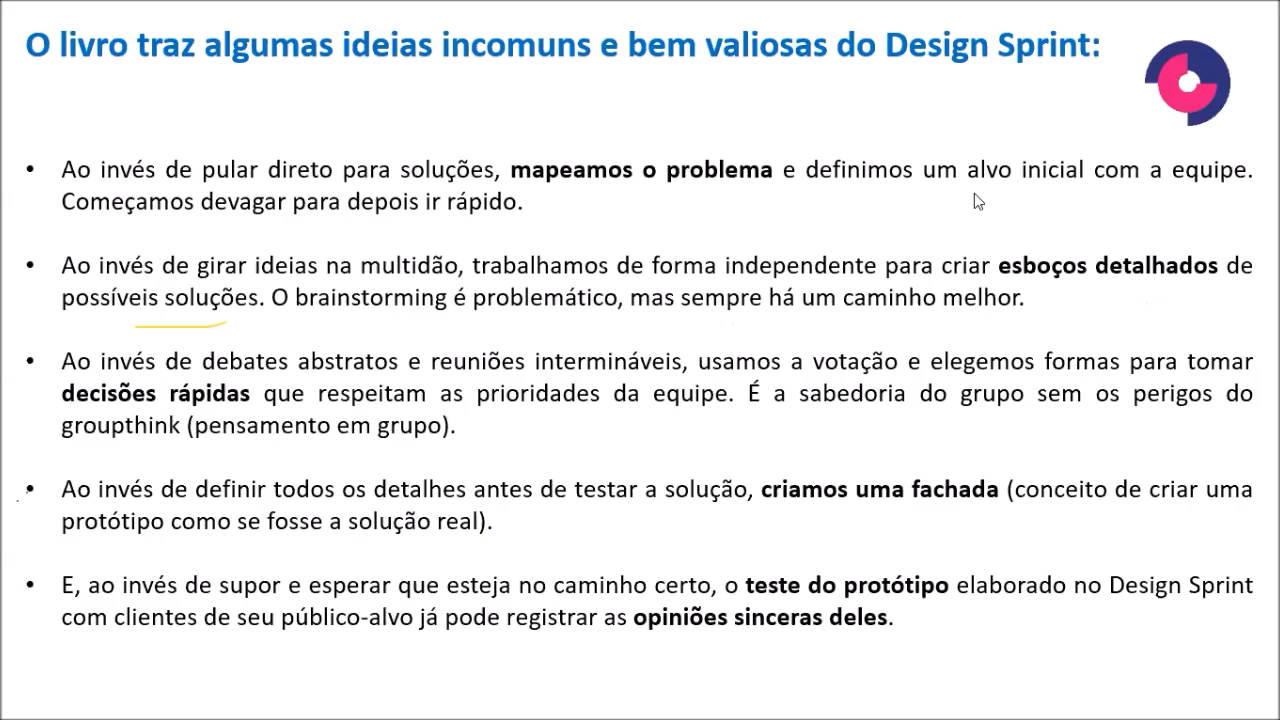 O livro traz algumas ideias incomuns e bem valiosas do Design Sprint:
• Ao invés de pular direto para soluções, mapeamos o problema e definimos um alvo inicial com a equipe.
Começamos devagar para depois ir rápido.
• Ao invés de girar ideias na multidão, trabalhamos de forma independente para criar esboços detalhados de
possíveis soluções. O brainstorming é problemático, mas sempre há um caminho melhor.
• Ao invés de debates abstratos e reuniões intermináveis, usamos a votação e elegemos formas para tomar
decisões rápidas que respeitam as prioridades da equipe. É a sabedoria do grupo sem os perigos do
groupthink (pensamento em grupo).
• Ao invés de definir todos os detalhes antes de testar a solução, criamos uma fachada (conceito de criar uma
protótipo como se fosse a solução real).
• E, ao invés de supor e esperar que esteja no caminho certo, o teste do protótipo elaborado no Design Sprint
com clientes de seu público-alvo já pode registrar as opiniões sinceras deles.